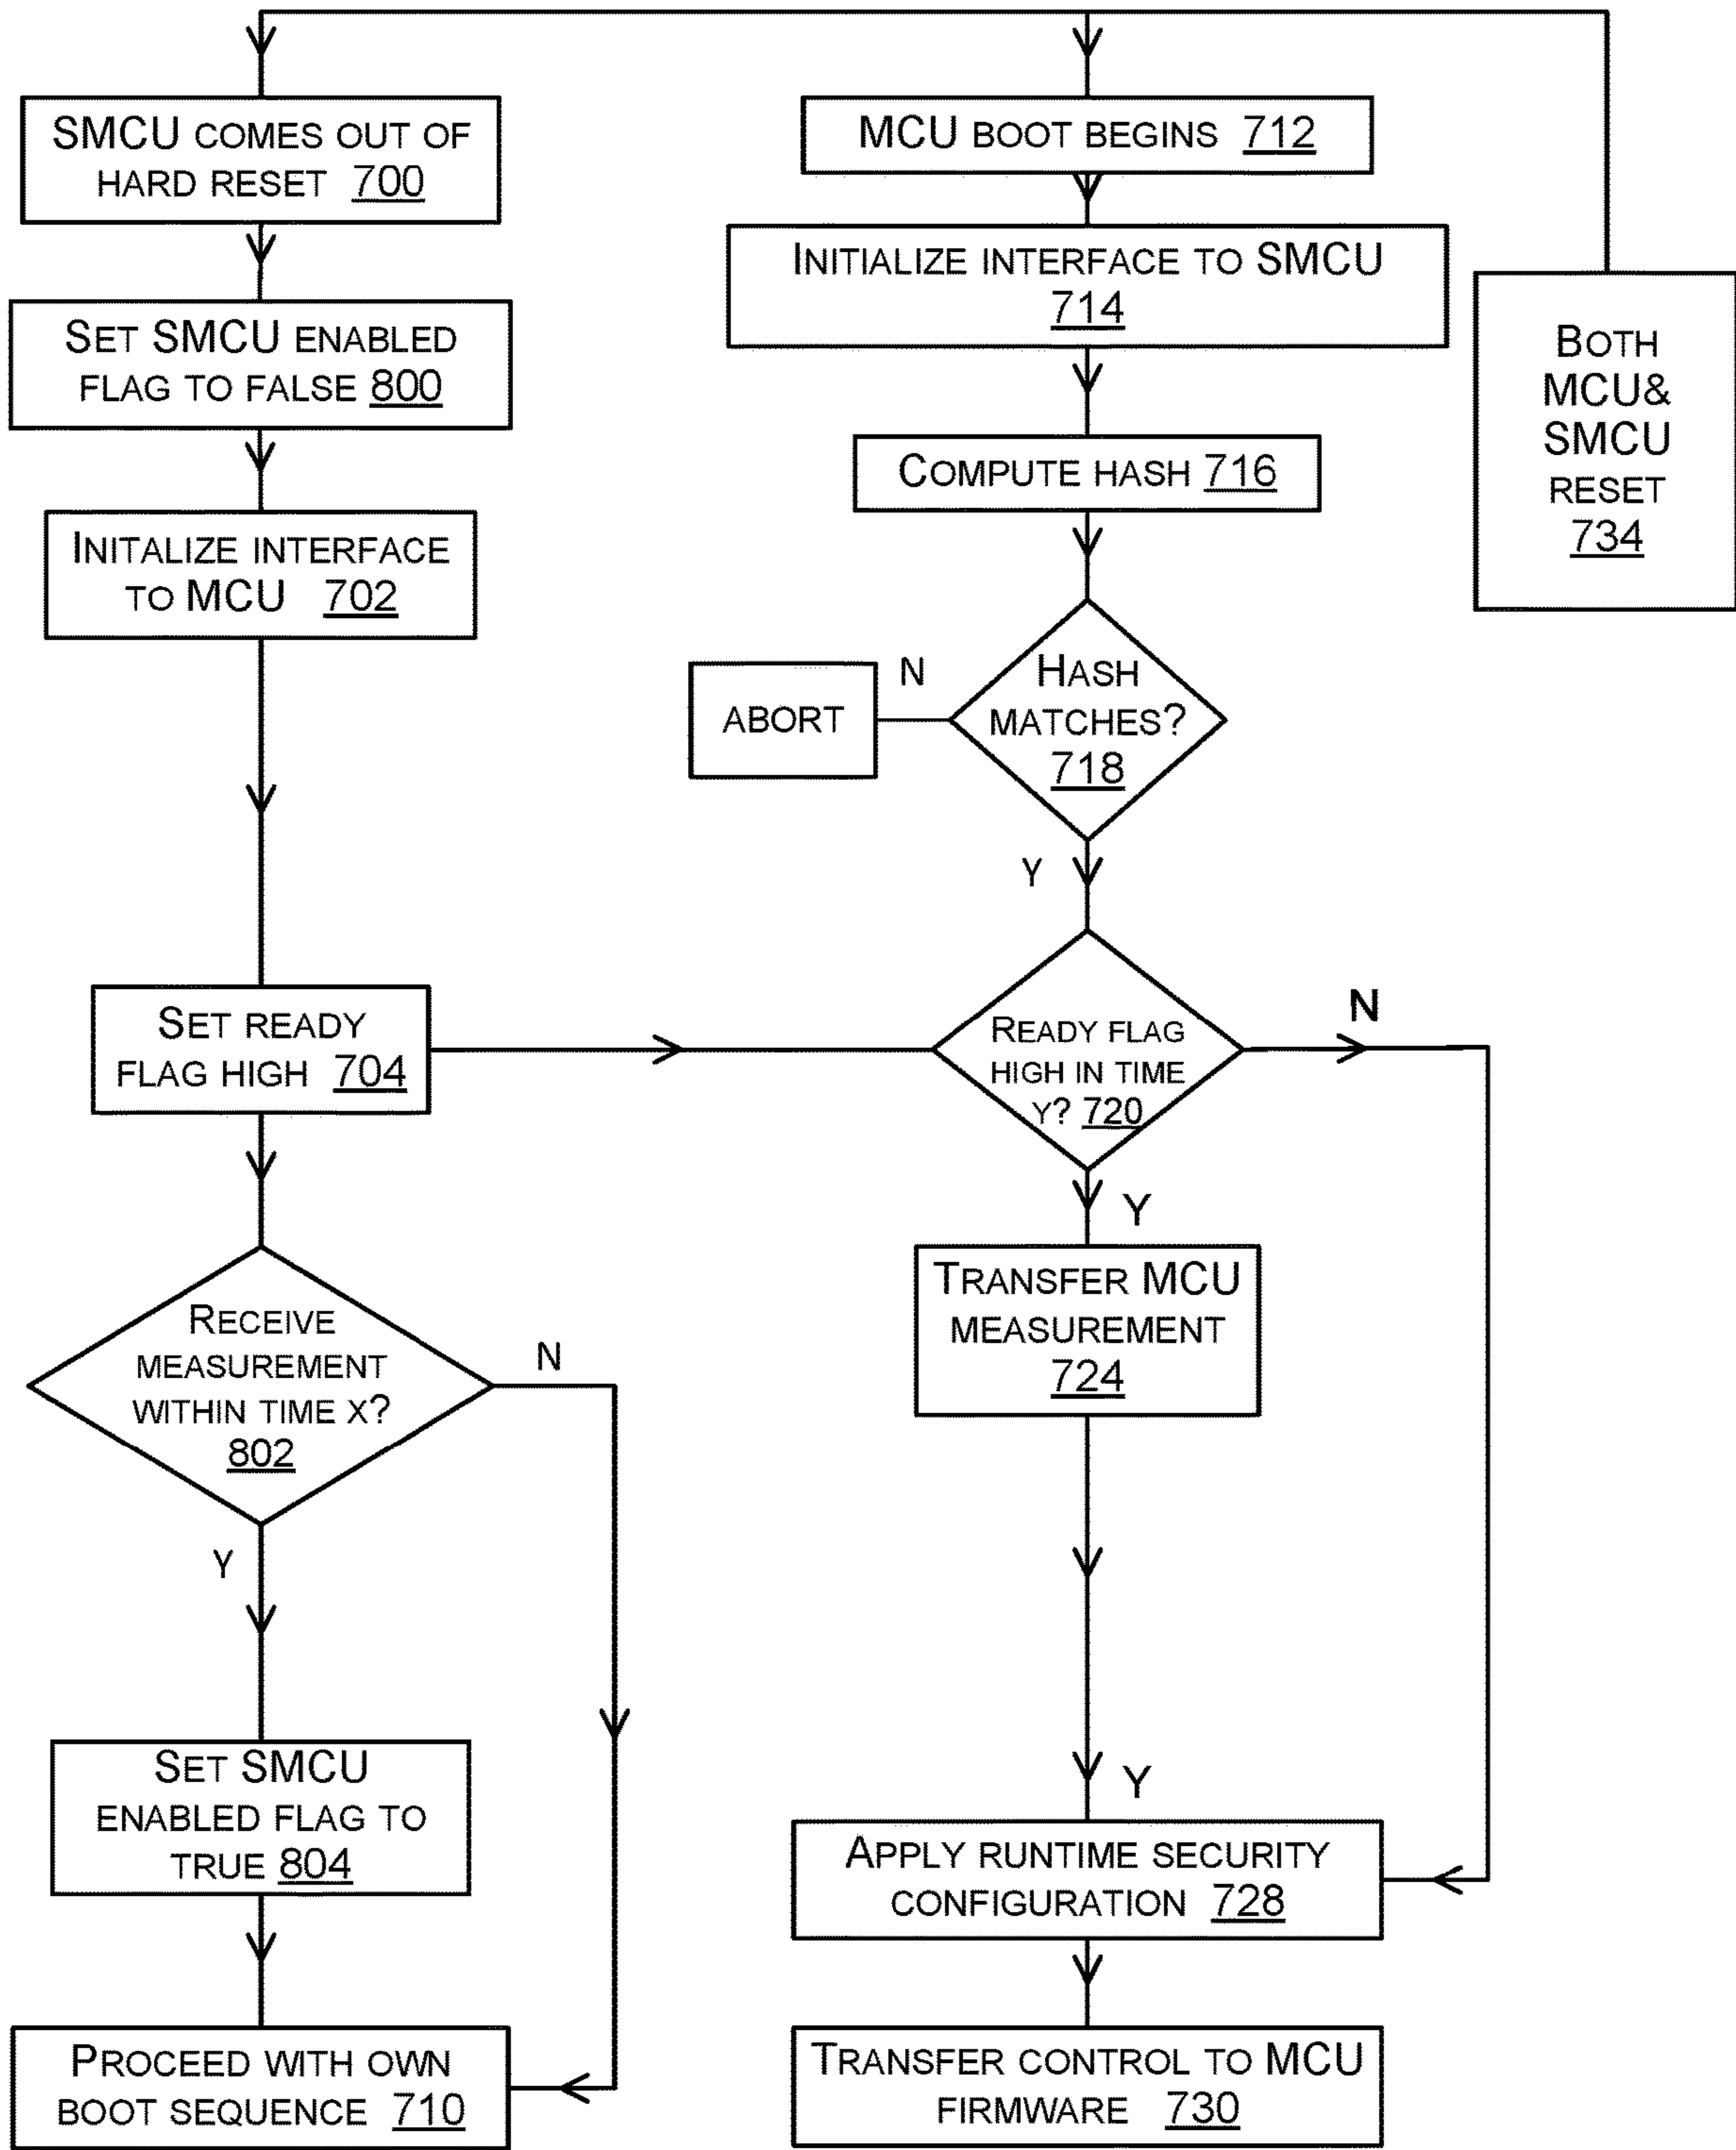 SMCU COMES OUT OF
HARD RESET 700
SET SMCU ENABLED
FLAG TO FALSE 800
INITALIZE INTERFACE
TO MCU 702
SET READY
FLAG HIGH 704
RECEIVE
MEASUREMENT
WITHIN TIME X?
802
N
Y
SET SMCU
ENABLED FLAG TO
TRUE 804
PROCEED WITH OWN
BOOT SEQUENCE 710
MCU BOOT BEGINS 712
INITIALIZE INTERFACE TO SMCU
714
COMPUTE HASH 716
HASH
MATCHES?
718
N
ABORT
Y
READY FLAG
HIGH IN TIME
Y? 720
N
Y
TRANSFER MCU
MEASUREMENT
724
Y
APPLY RUNTIME SECURITY
CONFIGURATION 728
TRANSFER CONTROL TO MCU
FIRMWARE 730
BOTH
MCU&
SMCU
RESET
734